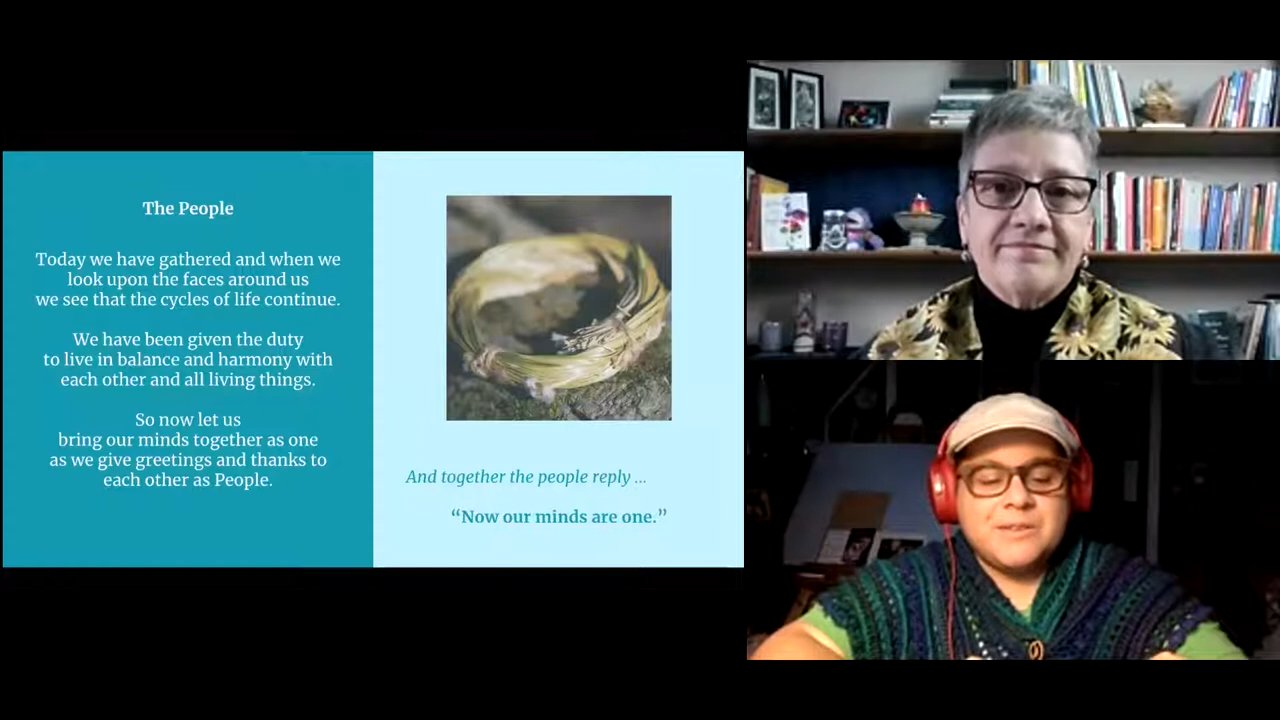 The People
Today we have gathered and when we
look upon the faces around us
we see that the cycles of life continue.
We have been given the duty
to live in balance and harmony with
each other and all living things.
So now let us
bring our minds together as one
as we give greetings and thanks to
each other as People.
And together the people reply ...
“Now our minds are one.”